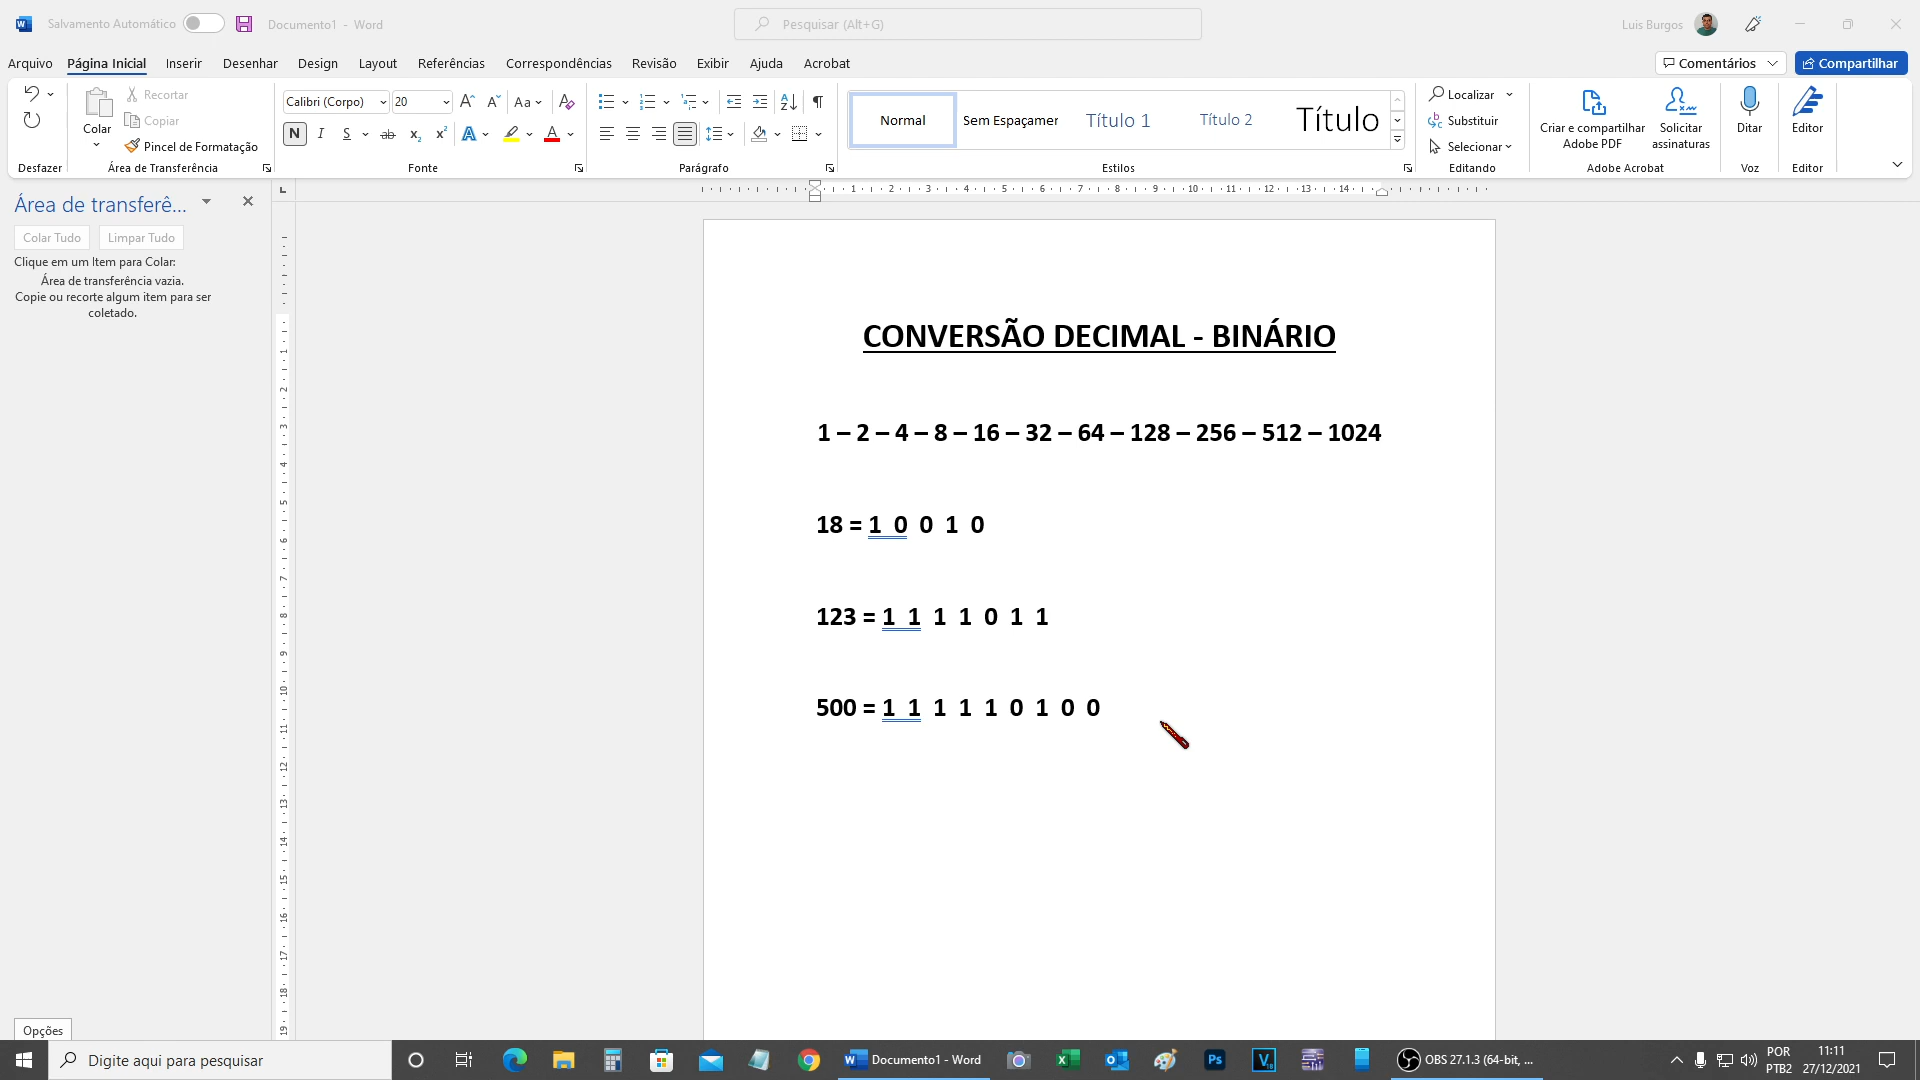 Salvamento Automático
Documento1 - Word
Pesquisar (Alt+G)
Luis Burgos
Arquivo Página Inicial Inserir Desenhar Design Layout Referências Correspondências Revisão Exibir Ajuda Acrobat
Comentários
Compartilhar
Desfazer
Colar
Recortar
Copiar
Pincel de Formatação
Área de Transferência
Calibri (Corpo) 20
Fonte
Parágrafo
Normal
Sem Espaçamer
Título 1
Título 2
Título
Estilos
Localizar
Substituir
Selecionar
Editando
Criar e compartilhar
Adobe PDF
Solicitar
assinaturas
Adobe Acrobat
Ditar
Voz
Editor
Editor
Área de transferê...
Colar Tudo Limpar Tudo
Clique em um Item para Colar:
Área de transferência vazia.
Copie ou recorte algum item para ser
coletado.
Opções
CONVERSÃO DECIMAL - BINÁRIO
1 – 2 – 4 – 8 – 16 – 32 – 64 – 128 – 256 – 512 – 1024
18 = 1 0 0 1 0
123 = 1 1 1 1 0 1 1
500 = 1 1 1 1 1 0 1 0 0
Digite aqui para pesquisar
Documento1 - Word
OBS 27.1.3 (64-bit, ...
POR
PTB2
11:11
27/12/2021